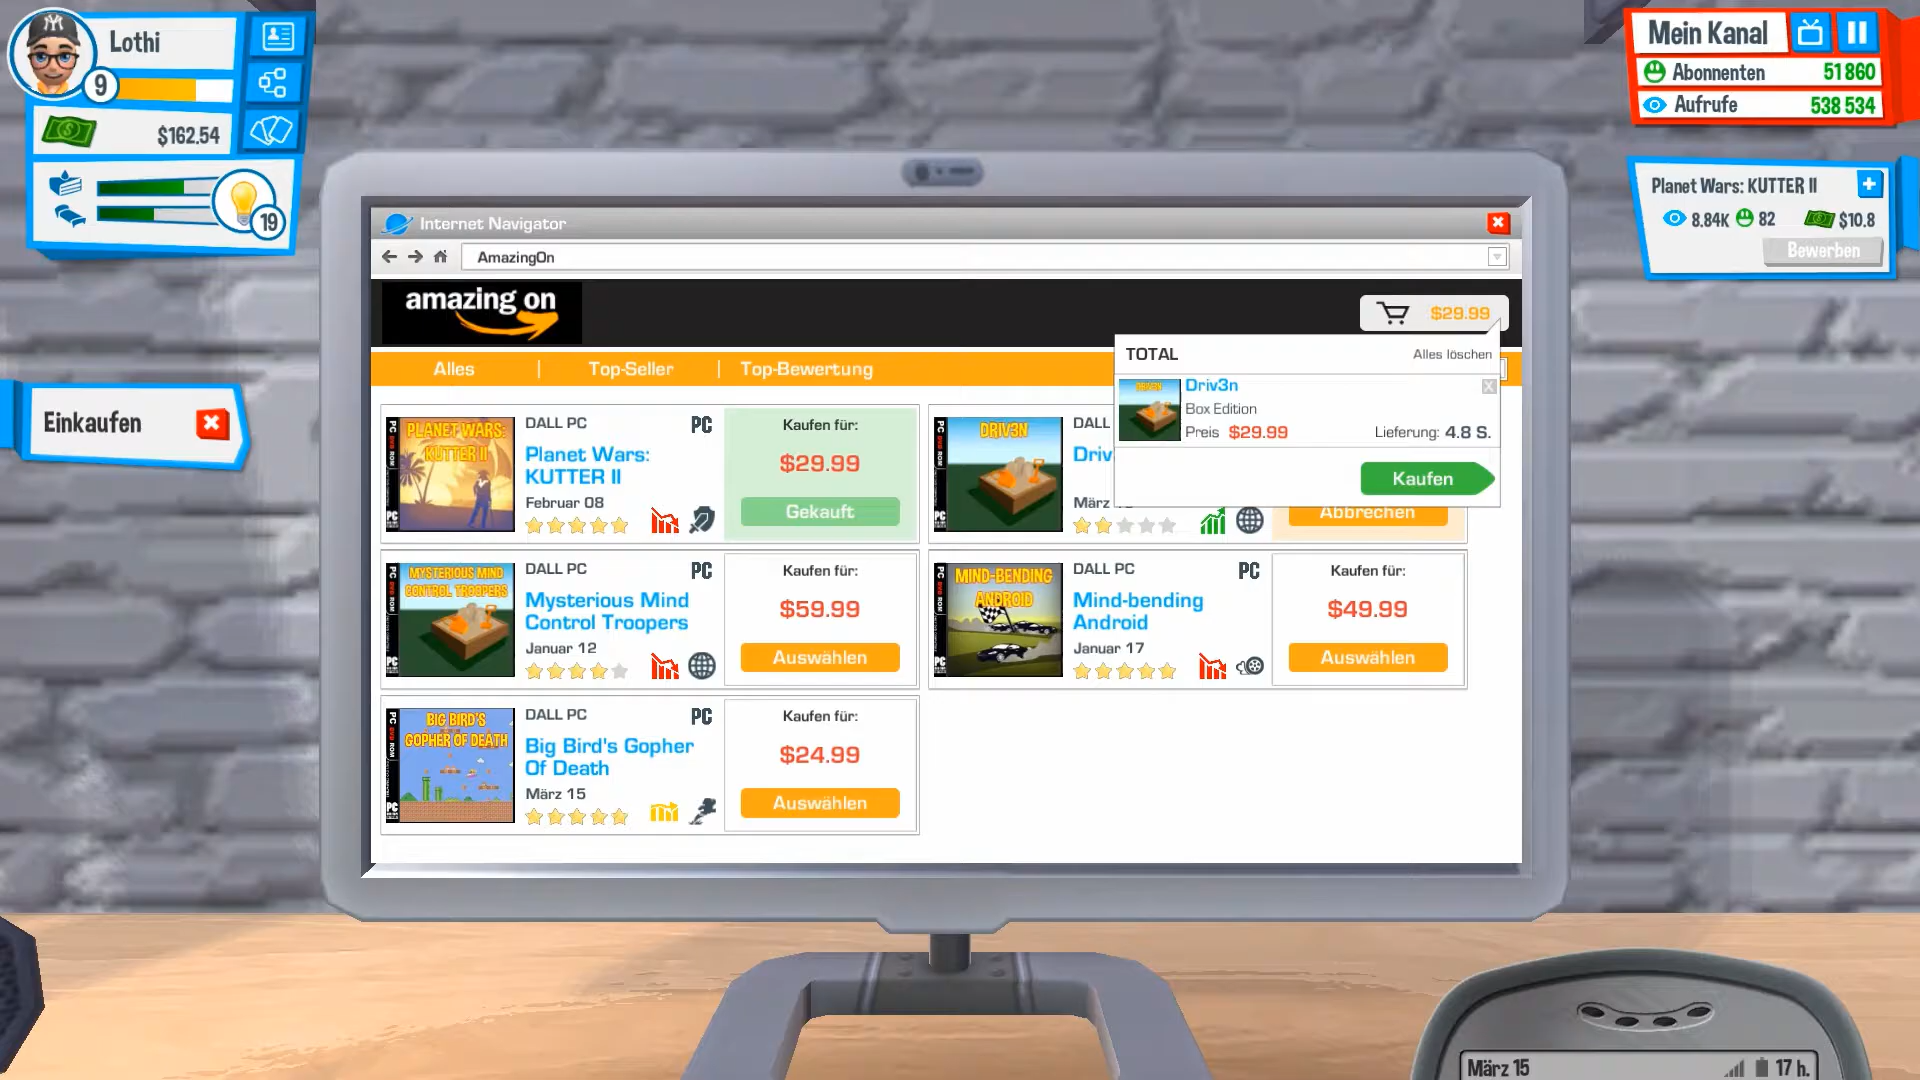 Lothi
9
$162.54
19
Mein Kanal
Abonnenten 51 860
Aufrufe 538 534
Planet Wars: KUTTER II
8.84K 82 $10.8
Bewerben
Einkaufen
Internet Navigator
AmazingOn
amazing on
$29.99
Alles | Top-Seller | Top-Bewertung
TOTAL Alles löschen
DRIV3N
Driv3n
Box Edition
Preis $29.99 Lieferung: 4.8 S.
Kaufen
PLANET WARS:
KUTTER II
PC
DALL PC PC
Planet Wars:
KUTTER II
Februar 08
Kaufen für:
$29.99
Gekauft
DRIV3N
PC
DALL
Driv
März
Abbrechen
MYSTERIOUS MIND
CONTROL TROOPERS
PC
DALL PC PC
Mysterious Mind
Control Troopers
Januar 12
Kaufen für:
$59.99
Auswählen
MIND-BENDING
ANDROID
PC
DALL PC PC
Mind-bending
Android
Januar 17
Kaufen für:
$49.99
Auswählen
BIG BIRD'S
GOPHER OF DEATH
PC
DALL PC PC
Big Bird's Gopher
Of Death
März 15
Kaufen für:
$24.99
Auswählen
März 15 17 h.